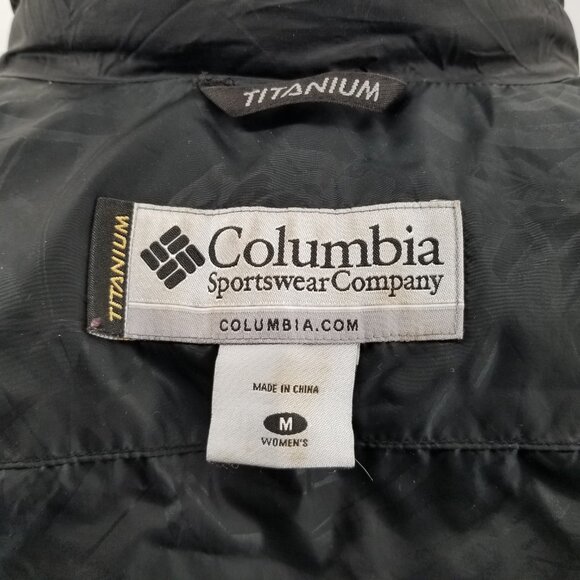 TITANIUM
TITANIUM
Columbia
Sportswear Company
COLUMBIA.COM
MADE IN CHINA
M
WOMEN'S